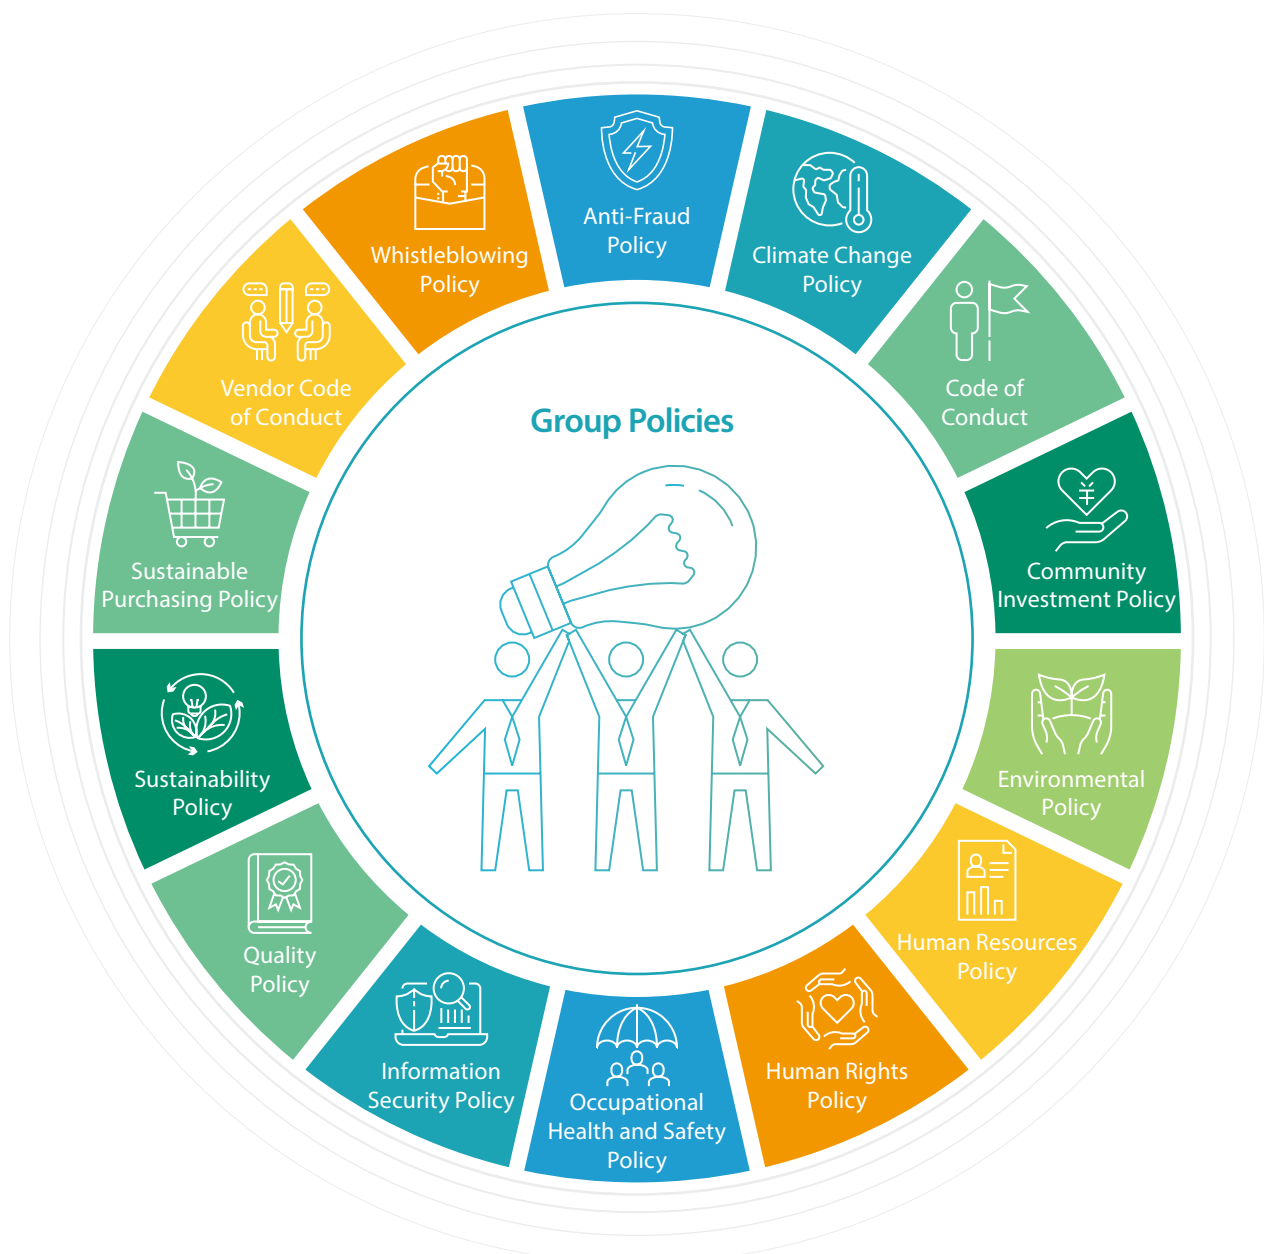 Group Policies
Anti-Fraud
Policy
Climate Change
Policy
Code of
Conduct
Community
Investment Policy
Environmental
Policy
Human Resources
Policy
Human Rights
Policy
Occupational
Health and Safety
Policy
Information
Security Policy
Quality
Policy
Sustainability
Policy
Sustainable
Purchasing Policy
Vendor Code
of Conduct
Whistleblowing
Policy